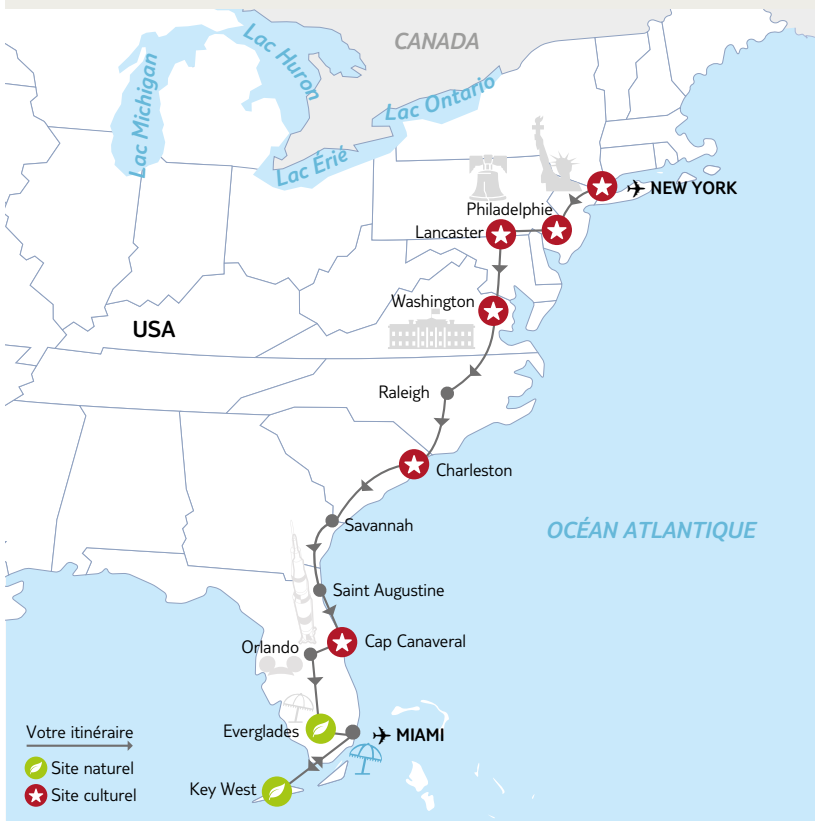 CANADA
Lac Huron
Lac Michigan
Lac Ontario
Lac Érié
NEW YORK
Philadelphie
Lancaster
Washington
USA
Raleigh
Charleston
Savannah
OCÉAN ATLANTIQUE
Saint Augustine
Cap Canaveral
Orlando
Everglades
MIAMI
Key West
Votre itinéraire
Site naturel
Site culturel